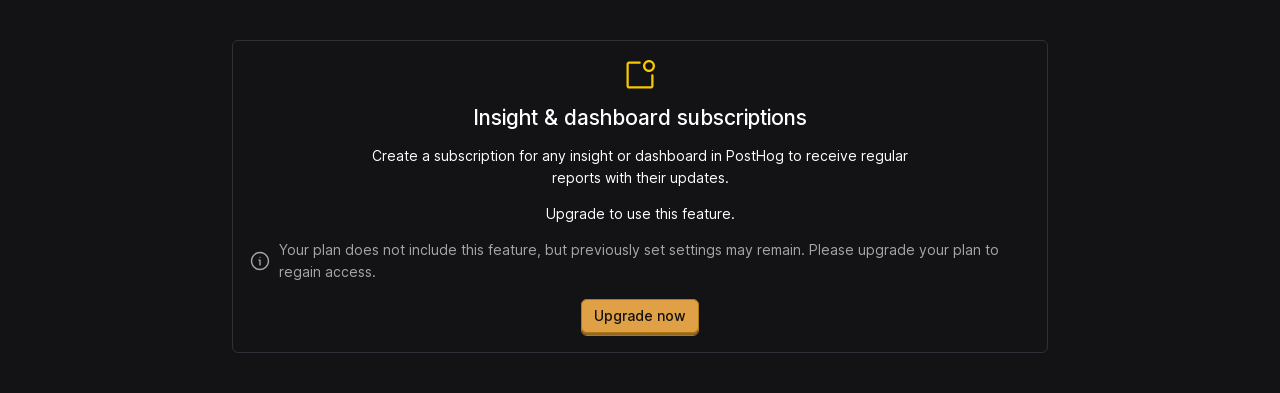 Insight & dashboard subscriptions
Create a subscription for any insight or dashboard in PostHog to receive regular
reports with their updates.
Upgrade to use this feature.
Your plan does not include this feature, but previously set settings may remain. Please upgrade your plan to
regain access.
Upgrade now